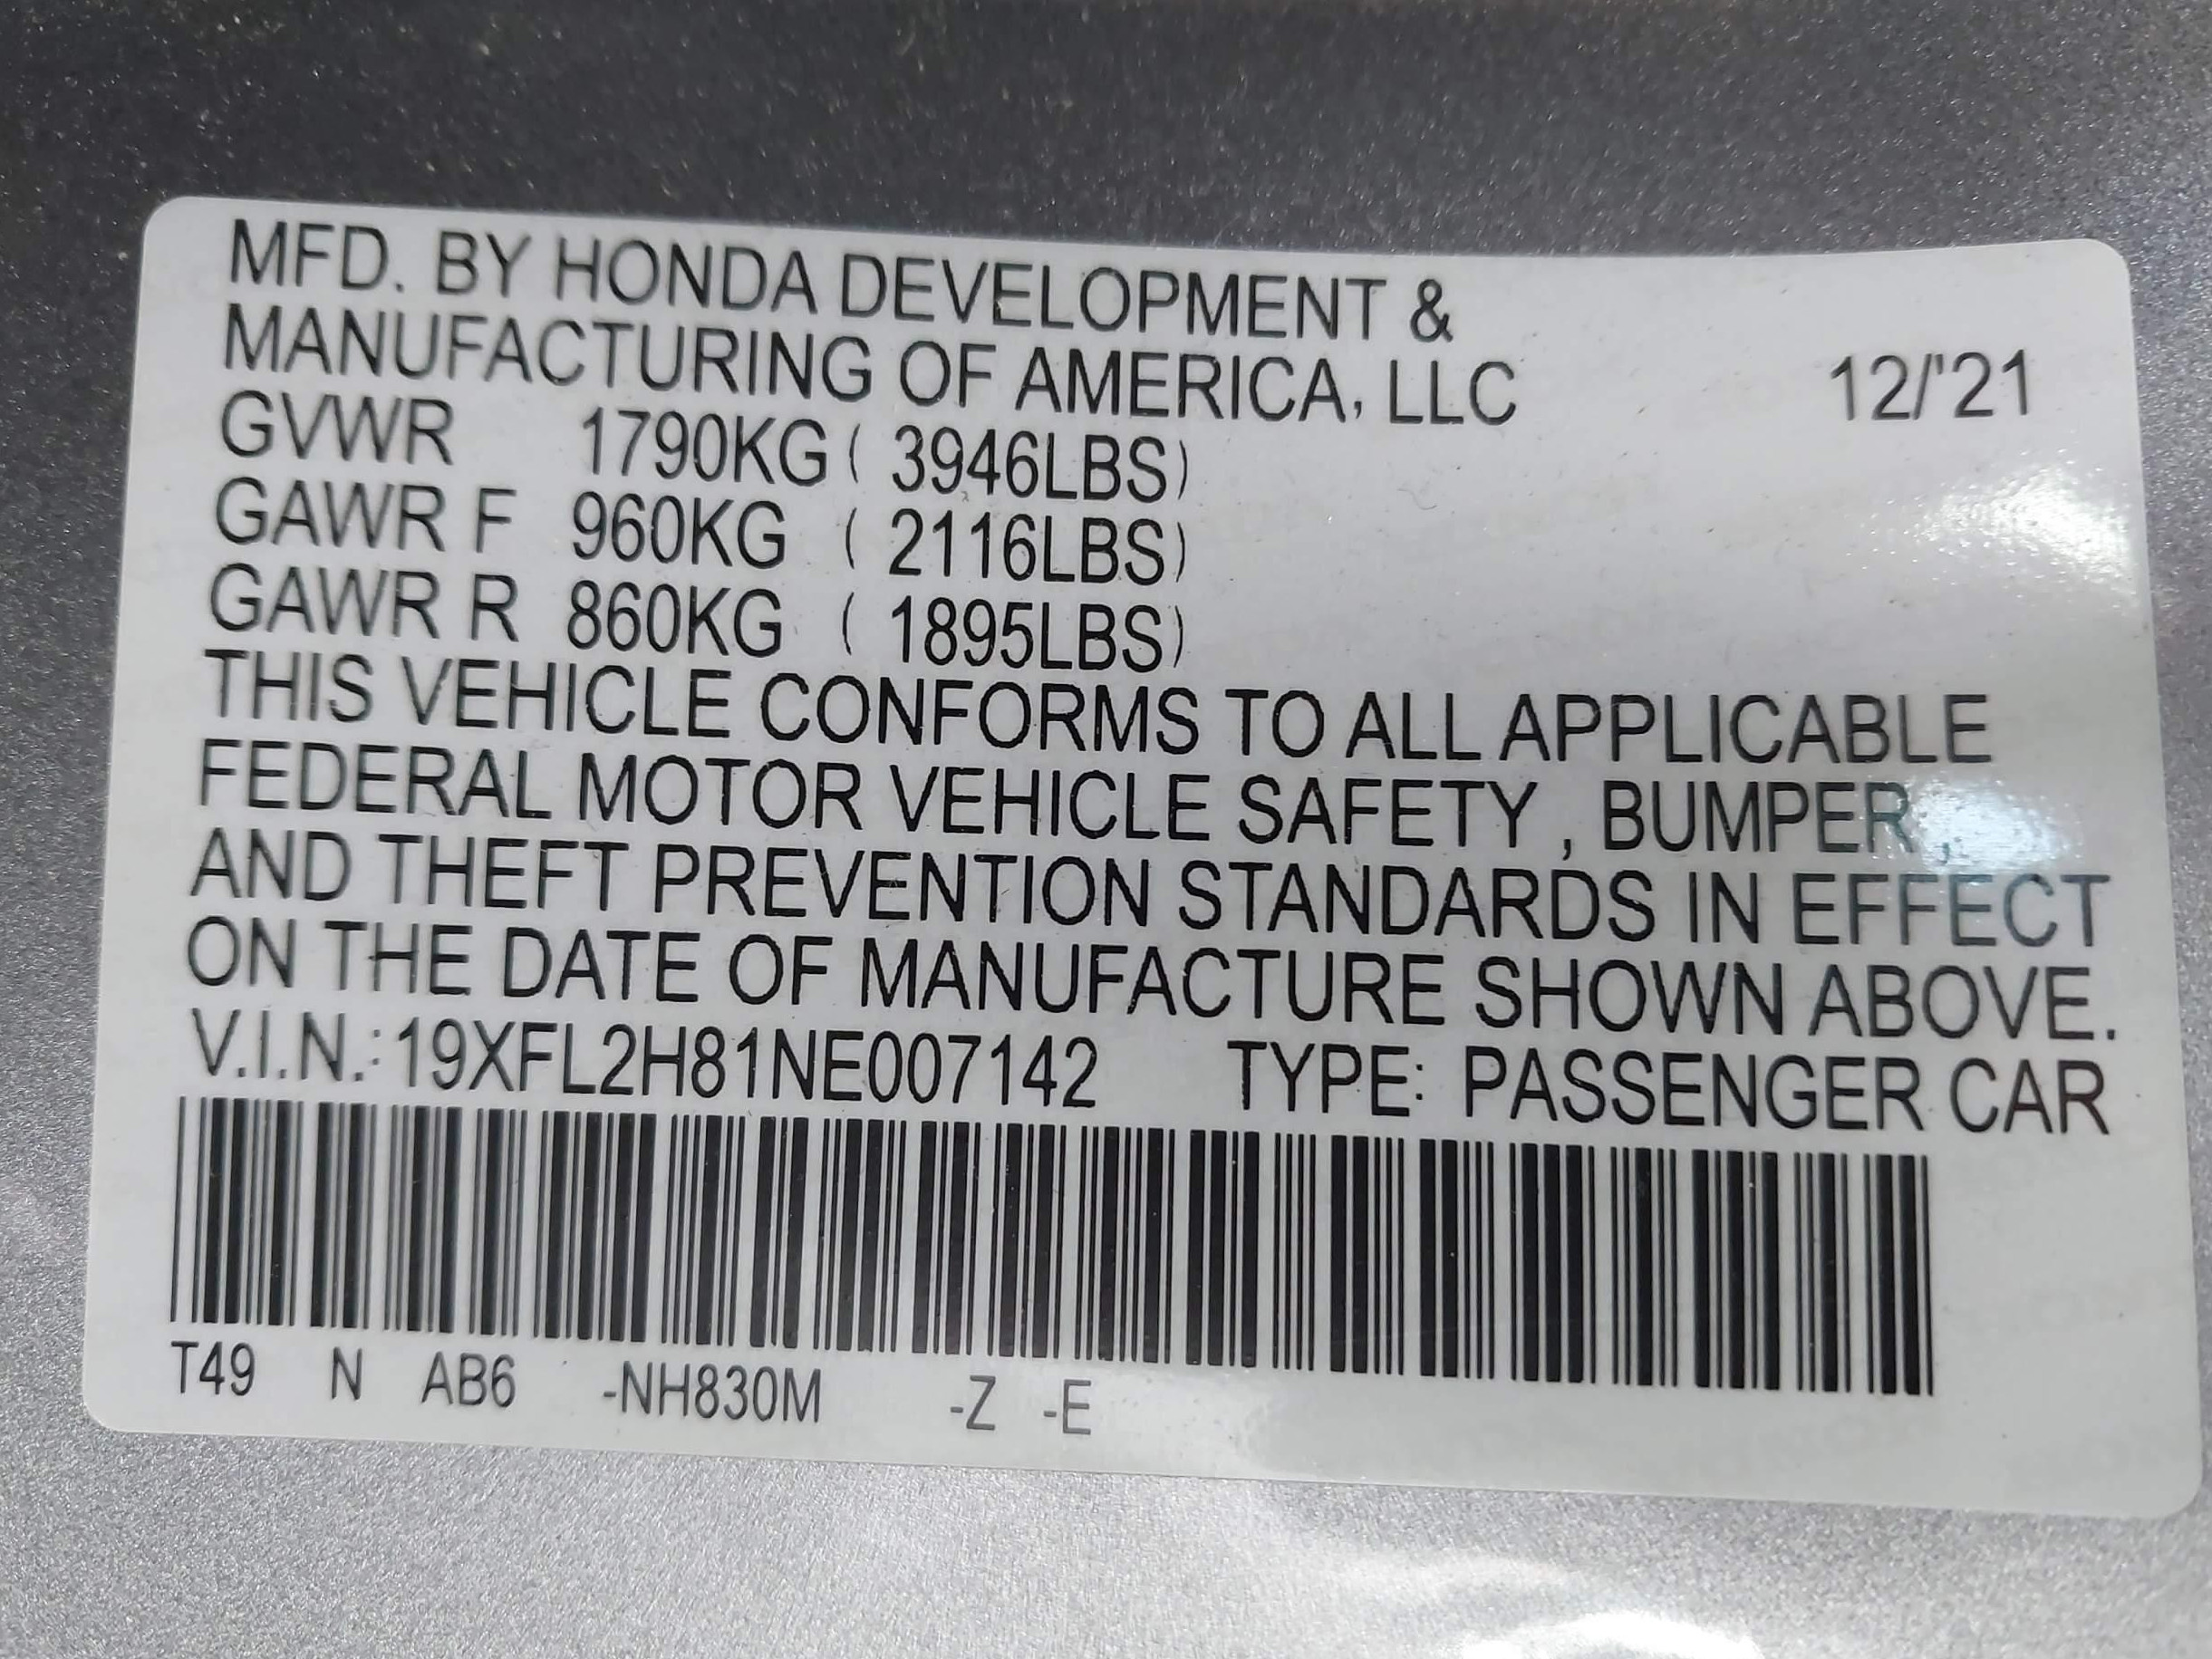 MFD. BY HONDA DEVELOPMENT &
MANUFACTURING OF AMERICA, LLC 12/'21
GVWR 1790KG ( 3946LBS)
GAWR F 960KG ( 2116LBS)
GAWR R 860KG ( 1895LBS)
THIS VEHICLE CONFORMS TO ALL APPLICABLE
FEDERAL MOTOR VEHICLE SAFETY , BUMPER ,
AND THEFT PREVENTION STANDARDS IN EFFECT
ON THE DATE OF MANUFACTURE SHOWN ABOVE.
V.I.N.: 19XFL2H81NE007142 TYPE: PASSENGER CAR
T49 N AB6 -NH830M -Z -E